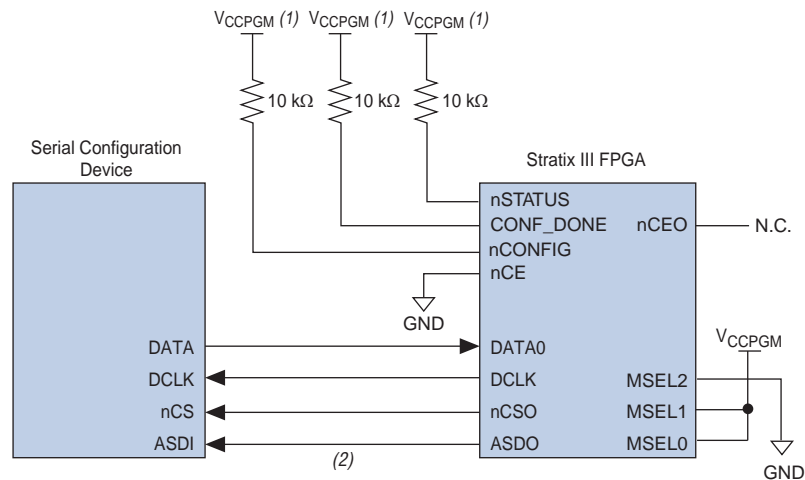 VCCPGM (1) VCCPGM (1) VCCPGM (1)
10 kΩ 10 kΩ 10 kΩ
Serial Configuration
Device
Stratix III FPGA
nSTATUS
CONF_DONE
nCONFIG
nCE
nCEO
N.C.
GND
DATA
DCLK
nCS
ASDI
(2)
DATA0
DCLK
nCSO
ASDO
VCCPGM
MSEL2
MSEL1
MSEL0
GND